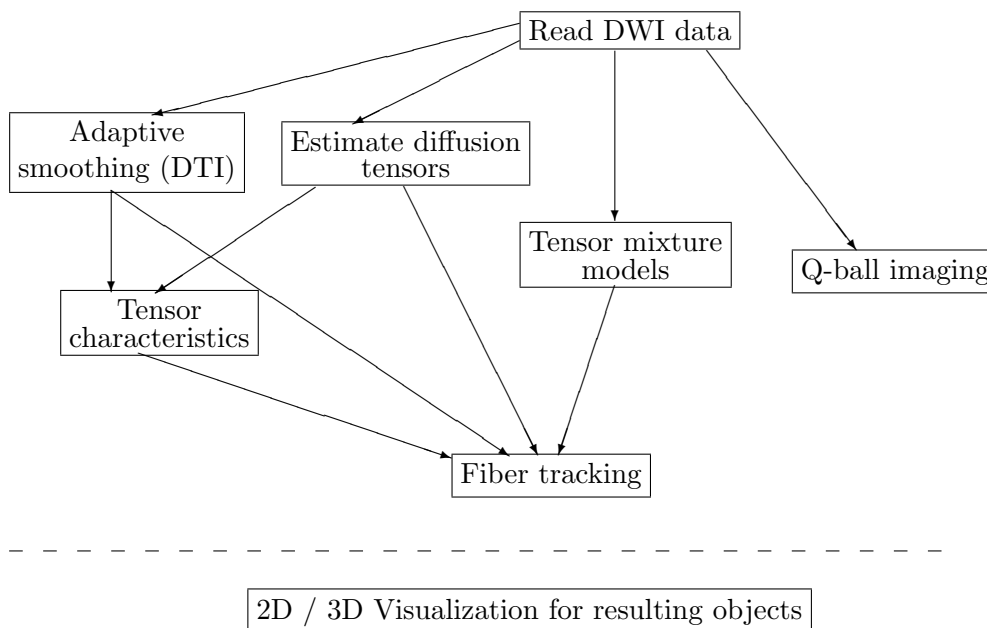 Read DWI data
Adaptive
smoothing (DTI)
Estimate diffusion
tensors
Tensor mixture
models
Q-ball imaging
Tensor
characteristics
Fiber tracking
2D / 3D Visualization for resulting objects